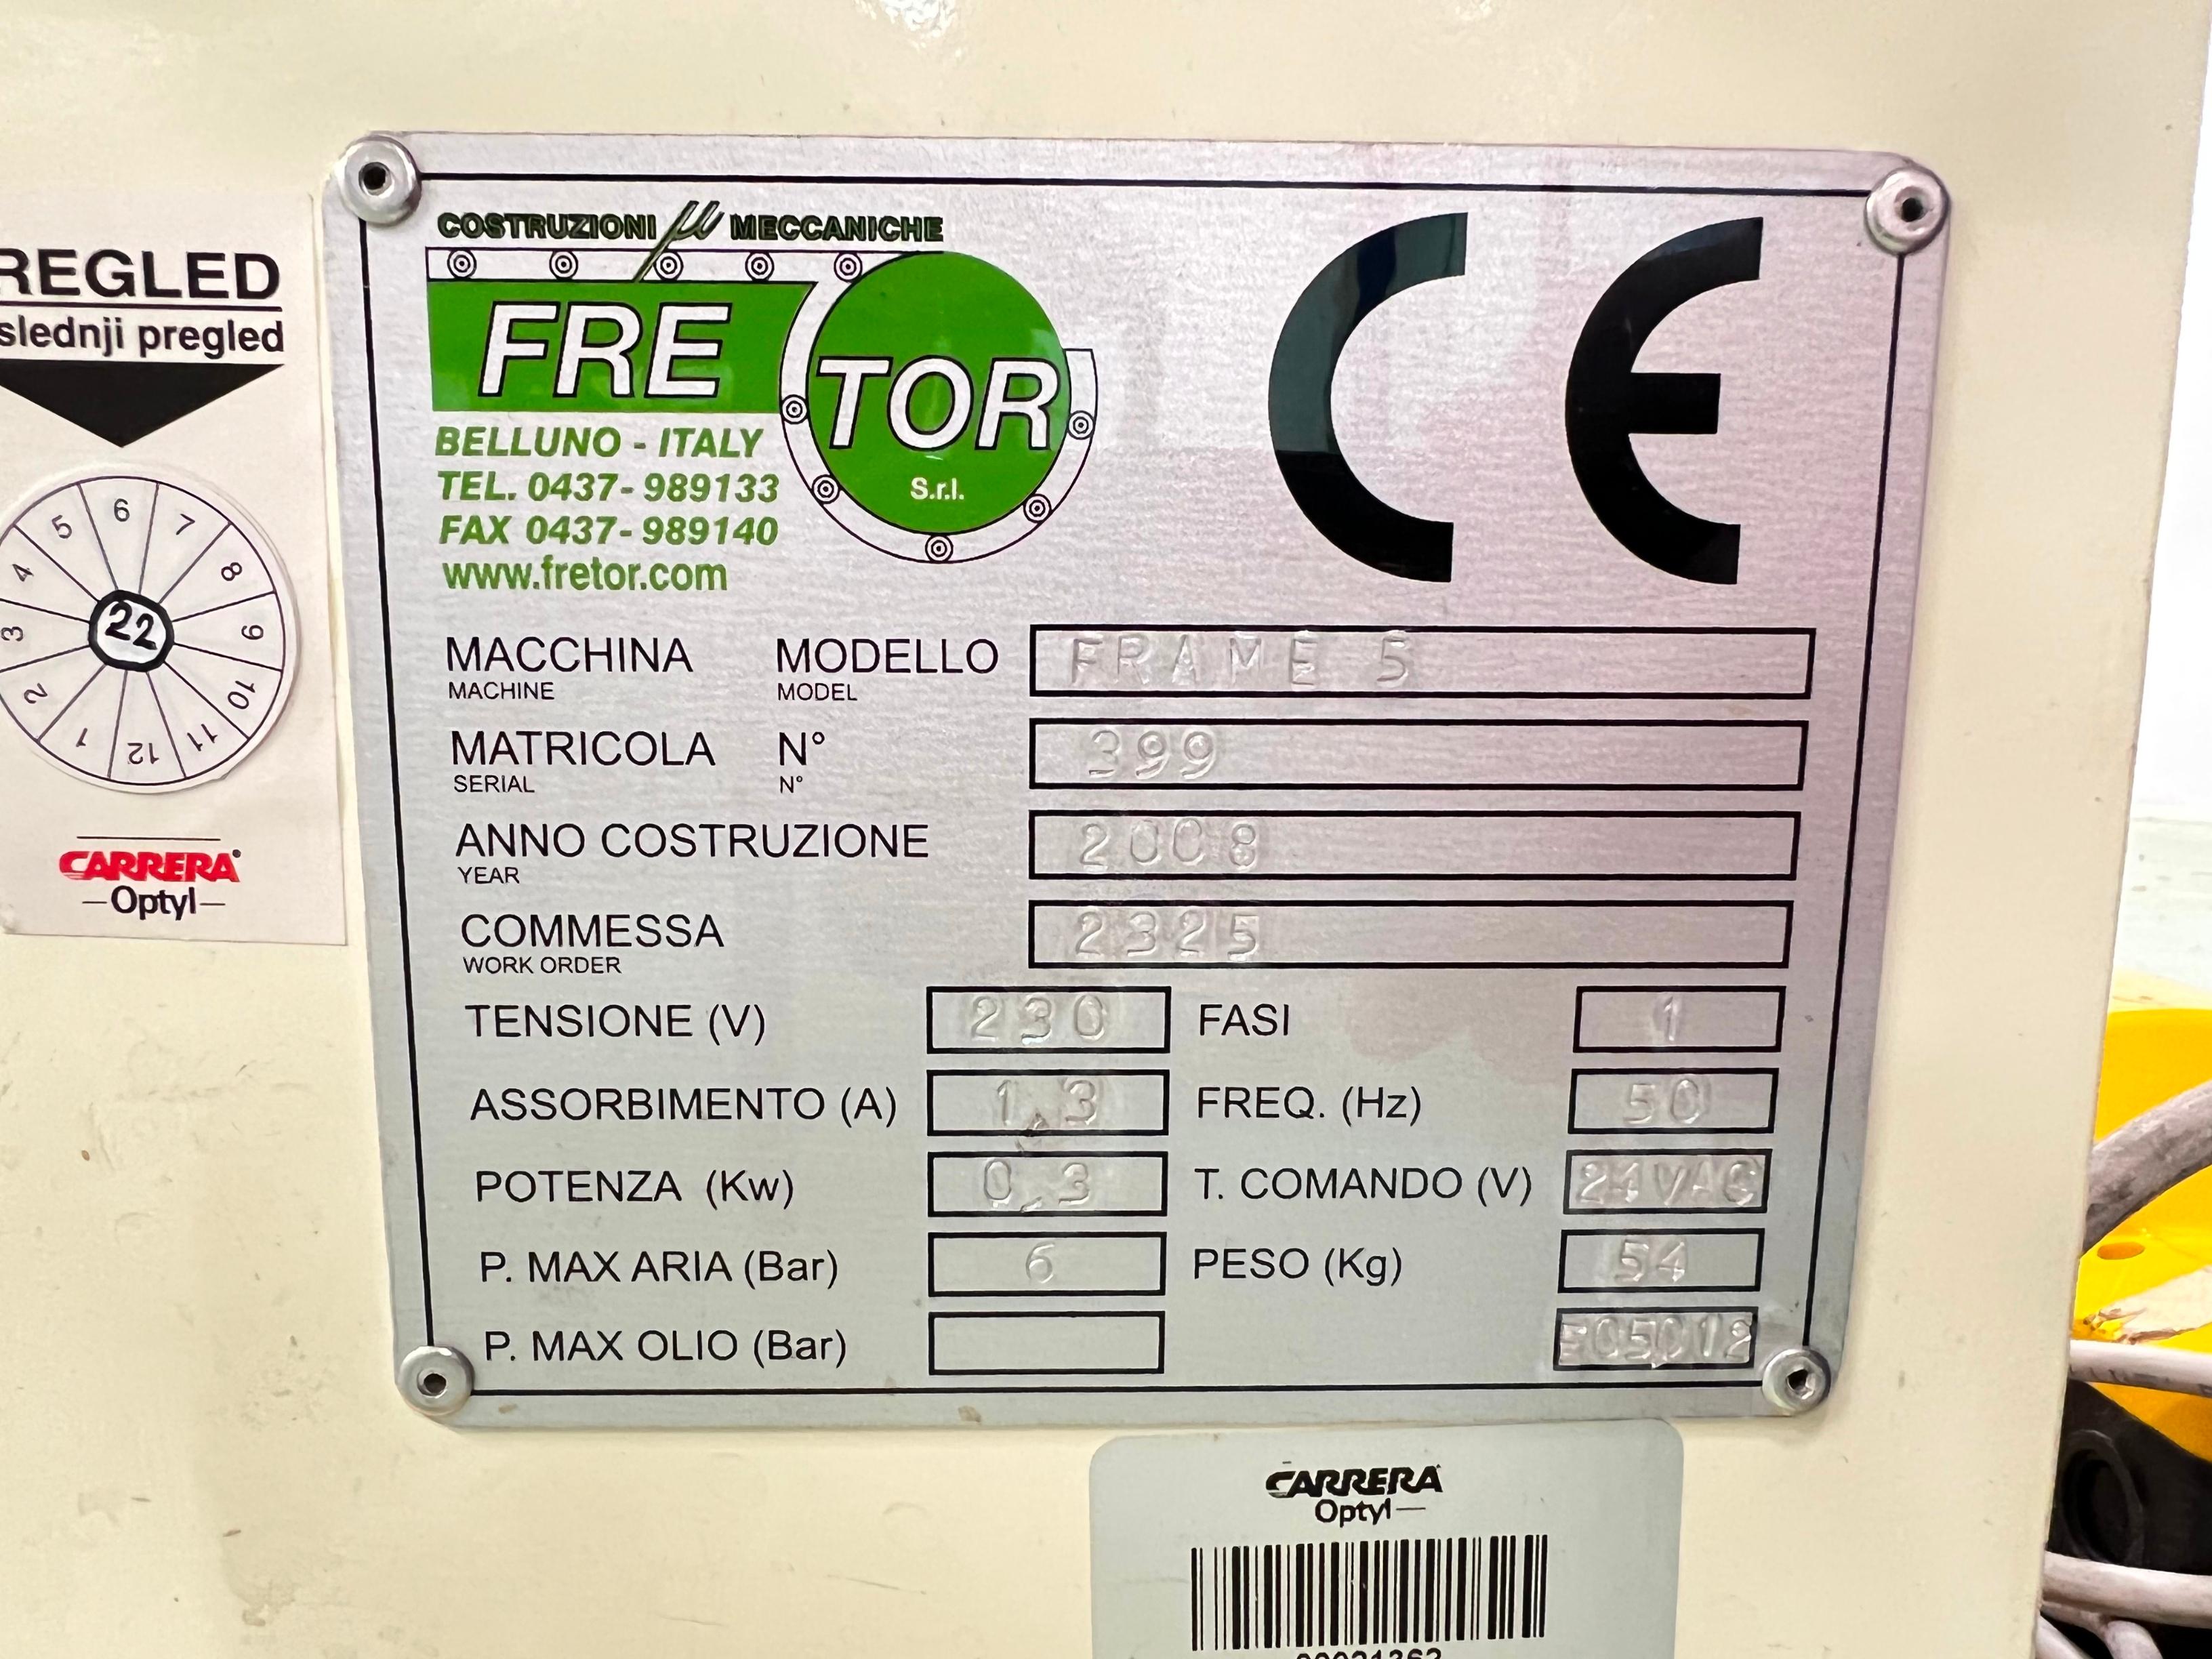 REGLED
slednji pregled
1 2 3 4 5 6 7 8 9 10 11 12
22
CARRERA
Optyl
COSTRUZIONI μ MECCANICHE
FRETOR
S.r.l.
BELLUNO - ITALY
TEL. 0437-989133
FAX 0437-989140
www.fretor.com
CE
MACCHINA MODELLO FRAME 5
MACHINE MODEL
MATRICOLA N° 399
SERIAL N°
ANNO COSTRUZIONE 2008
YEAR
COMMESSA 2325
WORK ORDER
TENSIONE (V) 230 FASI 1
ASSORBIMENTO (A) 1,3 FREQ. (Hz) 50
POTENZA (Kw) 0,3 T. COMANDO (V) 24VAC
P. MAX ARIA (Bar) 6 PESO (Kg) 54
P. MAX OLIO (Bar)
CARRERA
Optyl